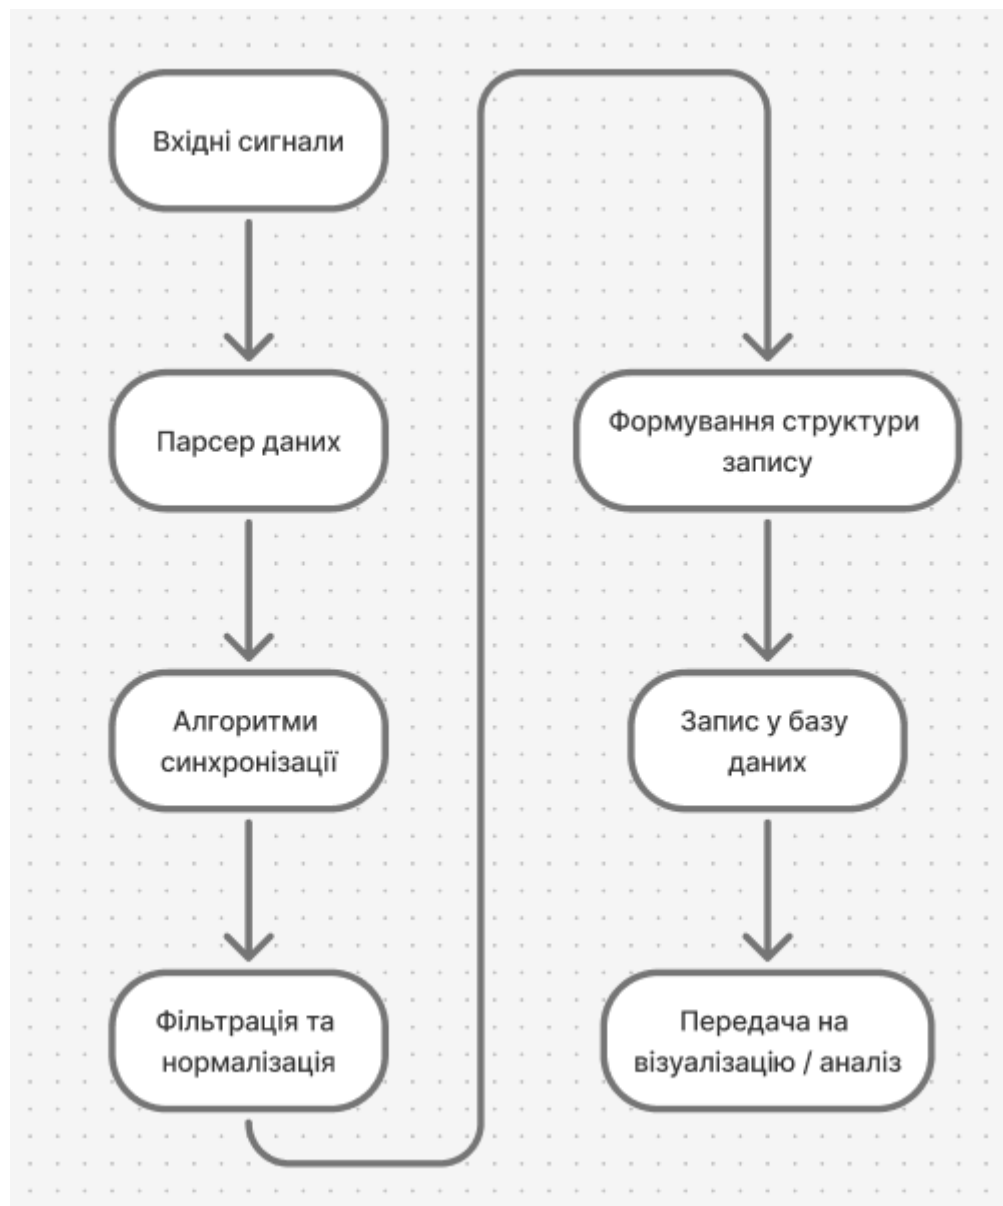 Вхідні сигнали
Парсер даних
Алгоритми
синхронізації
Фільтрація та
нормалізація
Формування структури
запису
Запис у базу
даних
Передача на
візуалізацію / аналіз